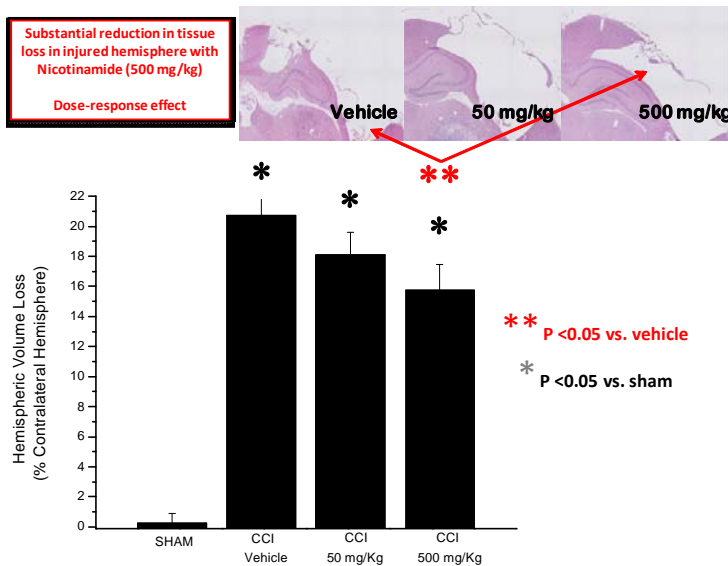 Substantial reduction in tissue
loss in injured hemisphere with
Nicotinamide (500 mg/kg)
Dose-response effect
Vehicle
50 mg/kg
500 mg/kg
*
*
**
*
22
20
18
16
14
12
10
8
6
4
2
0
Hemispheric Volume Loss
(% Contralateral Hemisphere)
** P <0.05 vs. vehicle
* P <0.05 vs. sham
SHAM
CCI
Vehicle
CCI
50 mg/Kg
CCI
500 mg/Kg